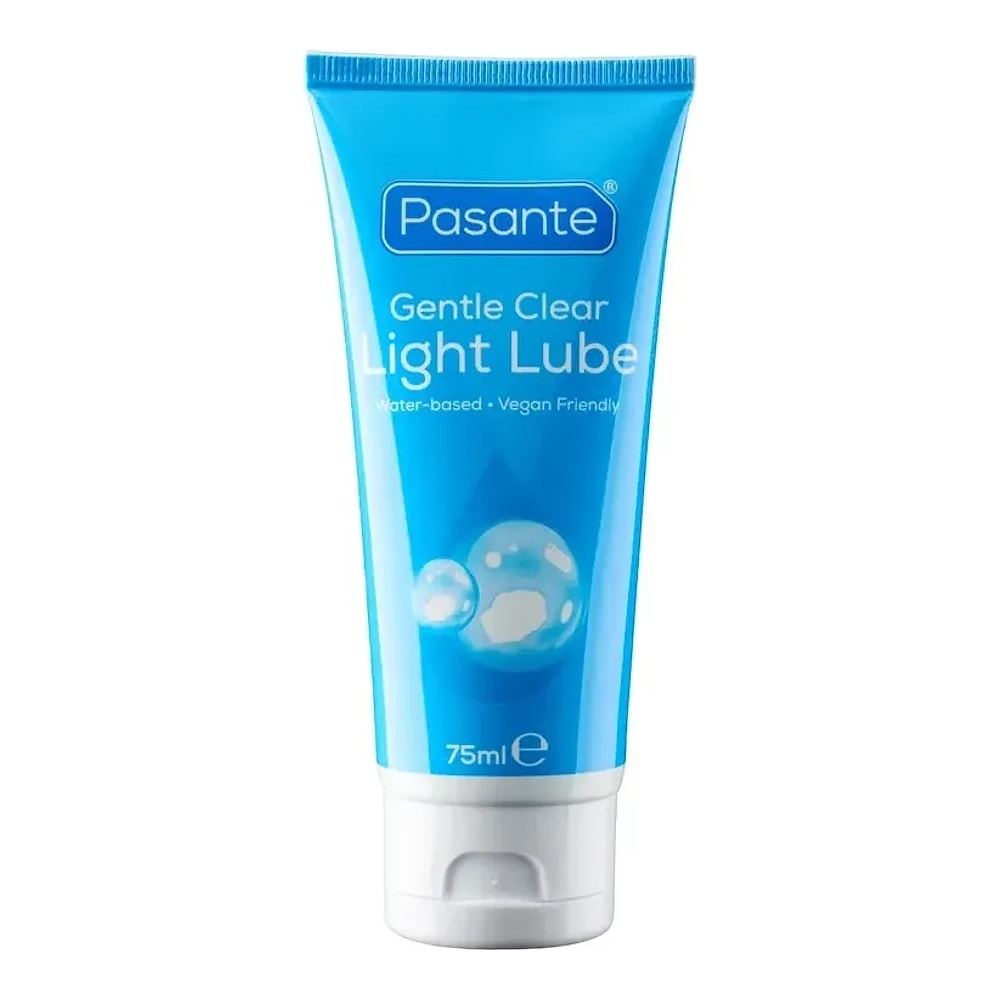 Pasante®
Gentle Clear
Light Lube
Water-based • Vegan Friendly
75ml ℮